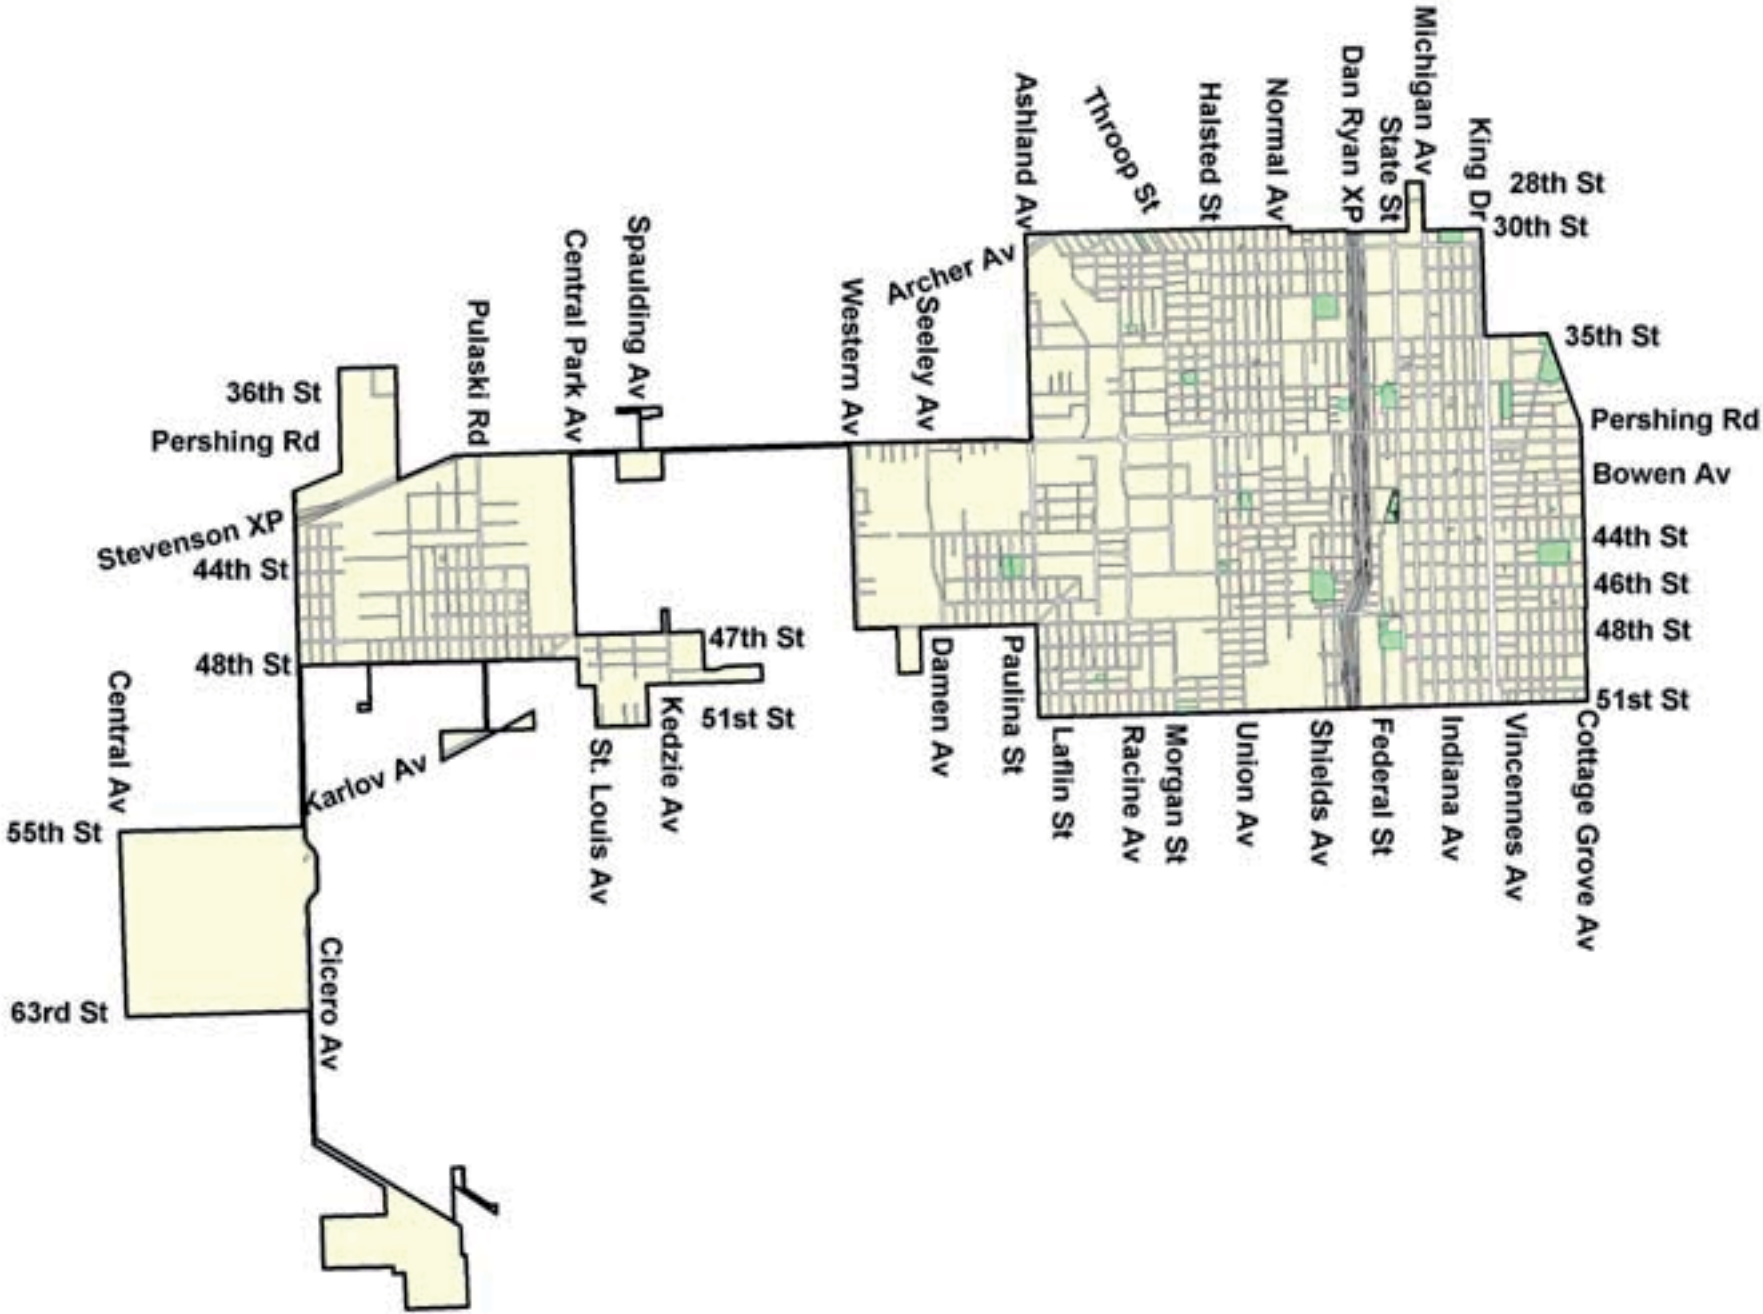 Michigan Av
Dan Ryan XP
Ashland Av
Throop St
Halsted St
Normal Av
State St
King Dr
28th St
30th St
Archer Av
Spaulding Av
Central Park Av
Western Av
Seeley Av
Pulaski Rd
35th St
36th St
Pershing Rd
Pershing Rd
Bowen Av
Stevenson XP
44th St
44th St
46th St
48th St
47th St
48th St
51st St
51st St
Central Av
Karlov Av
St. Louis Av
Kedzie Av
Damen Av
Paulina St
Laflin St
Racine Av
Morgan St
Union Av
Shields Av
Federal St
Indiana Av
Vincennes Av
Cottage Grove Av
55th St
63rd St
Cicero Av